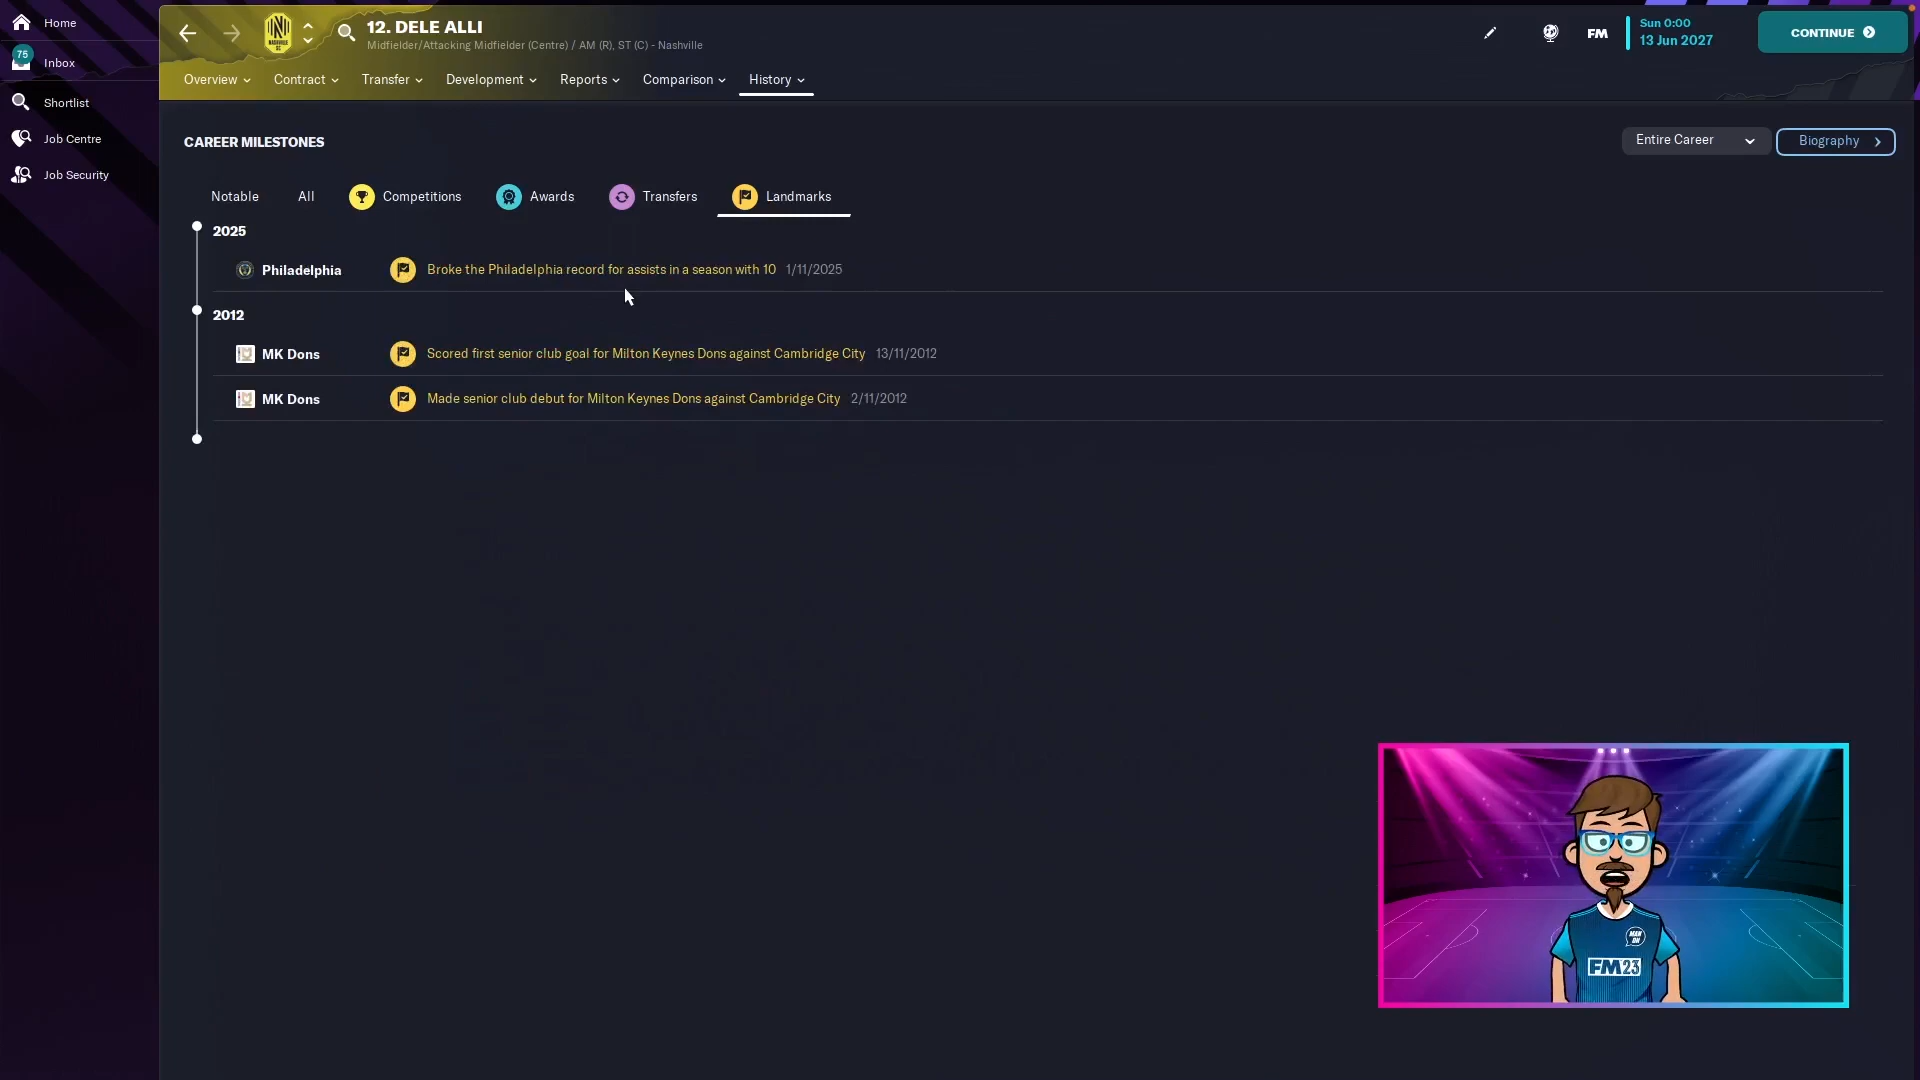 Home
75
Inbox
Shortlist
Job Centre
Job Security
NASHVILLE SC
12. DELE ALLI
Midfielder/Attacking Midfielder (Centre) / AM (R), ST (C) - Nashville
FM
Sun 0:00
13 Jun 2027
CONTINUE
Overview
Contract
Transfer
Development
Reports
Comparison
History
CAREER MILESTONES
Entire Career
Biography
Notable
All
Competitions
Awards
Transfers
Landmarks
2025
Philadelphia Broke the Philadelphia record for assists in a season with 10 1/11/2025
2012
MK Dons Scored first senior club goal for Milton Keynes Dons against Cambridge City 13/11/2012
MK Dons Made senior club debut for Milton Keynes Dons against Cambridge City 2/11/2012
MAN
ON
FM23